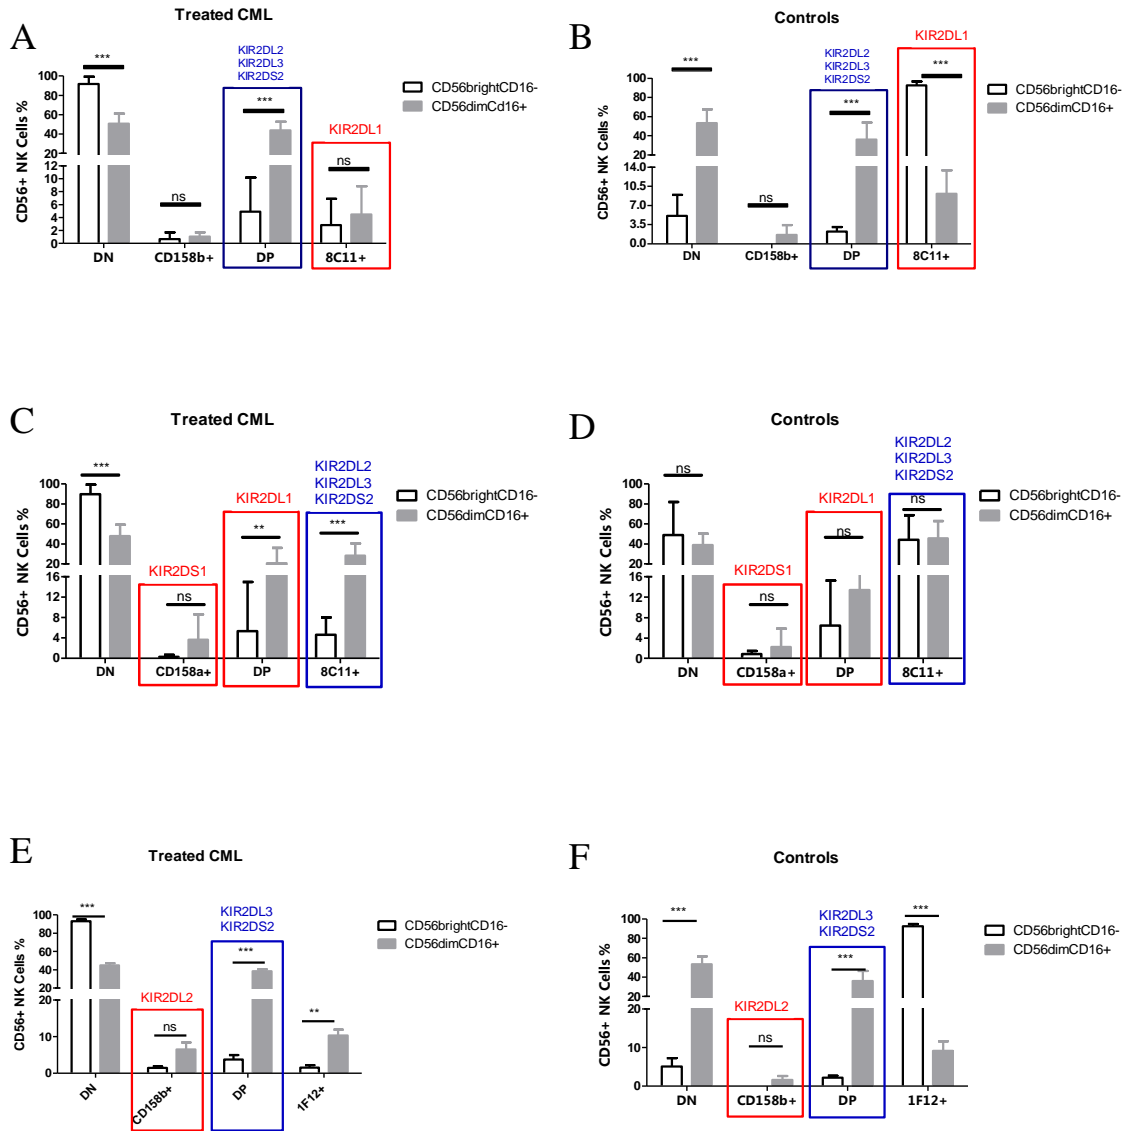 A
Treated CML
KIR2DL2
KIR2DL3
KIR2DS2
KIR2DL1
***
***
ns
ns
CD56+ NK Cells %
100
80
60
40
20
12
10
8
6
4
2
0
DN
CD158b+
DP
8C11+
CD56brightCD16-
CD56dimCd16+
B
Controls
KIR2DL1
KIR2DL2
KIR2DL3
KIR2DS2
***
***
***
ns
CD56+ NK Cells %
100
80
60
40
20
14.0
10.5
7.0
3.5
0.0
DN
CD158b+
DP
8C11+
CD56brightCD16-
CD56dimCD16+
C
Treated CML
KIR2DL2
KIR2DL3
KIR2DS2
KIR2DL1
KIR2DS1
***
**
***
ns
CD56+ NK Cells %
100
80
60
40
20
16
12
8
4
0
DN
CD158a+
DP
8C11+
CD56brightCD16-
CD56dimCD16+
D
Controls
KIR2DL2
KIR2DL3
KIR2DS2
KIR2DL1
KIR2DS1
ns
ns
ns
ns
CD56+ NK Cells %
100
80
60
40
20
16
12
8
4
0
DN
CD158a+
DP
8C11+
CD56brightCD16-
CD56dimCD16+
E
Treated CML
KIR2DL3
KIR2DS2
KIR2DL2
***
ns
***
**
CD56+ NK Cells %
100
80
60
40
20
20
10
0
DN
CD158b+
DP
1F12+
CD56brightCD16-
CD56dimCD16+
F
Controls
KIR2DL3
KIR2DS2
KIR2DL2
***
ns
***
***
CD56+ NK Cells %
100
80
60
40
20
20
10
0
DN
CD158b+
DP
1F12+
CD56brightCD16-
CD56dimCD16+